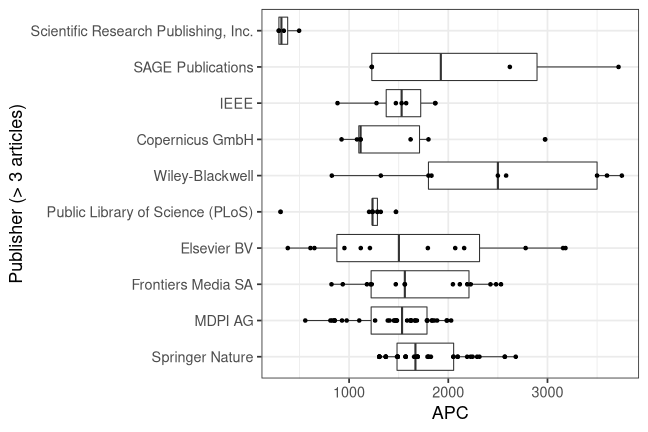 Publisher (> 3 articles)
Scientific Research Publishing, Inc.
SAGE Publications
IEEE
Copernicus GmbH
Wiley-Blackwell
Public Library of Science (PLoS)
Elsevier BV
Frontiers Media SA
MDPI AG
Springer Nature
1000 2000 3000
APC